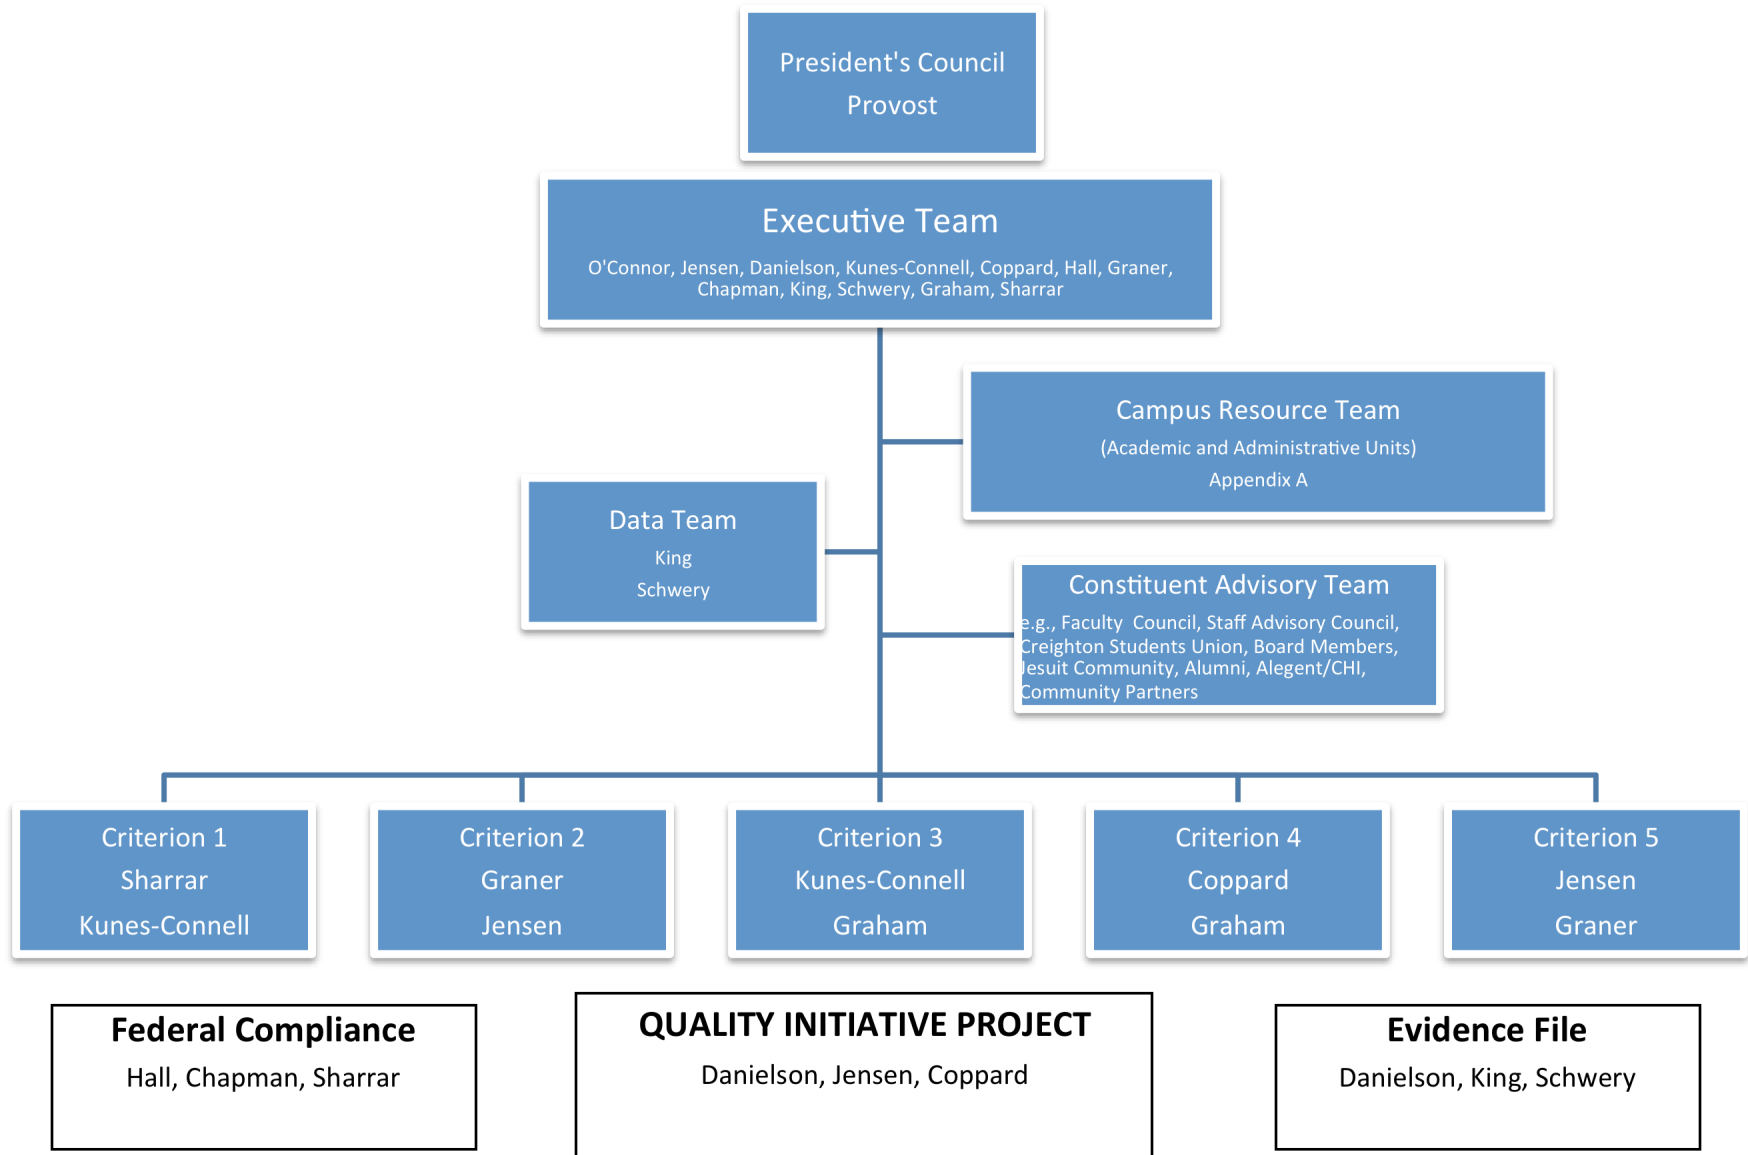 President's Council
Provost
Executive Team
O'Connor, Jensen, Danielson, Kunes-Connell, Coppard, Hall, Graner,
Chapman, King, Schwery, Graham, Sharrar
Campus Resource Team
(Academic and Administrative Units)
Appendix A
Data Team
King
Schwery
Constituent Advisory Team
e.g., Faculty  Council, Staff Advisory Council,
Creighton Students Union, Board Members,
Jesuit Community, Alumni, Alegent/CHI,
Community Partners
Criterion 1
Sharrar
Kunes-Connell
Criterion 2
Graner
Jensen
Criterion 3
Kunes-Connell
Graham
Criterion 4
Coppard
Graham
Criterion 5
Jensen
Graner
Federal Compliance
Hall, Chapman, Sharrar
QUALITY INITIATIVE PROJECT
Danielson, Jensen, Coppard
Evidence File
Danielson, King, Schwery